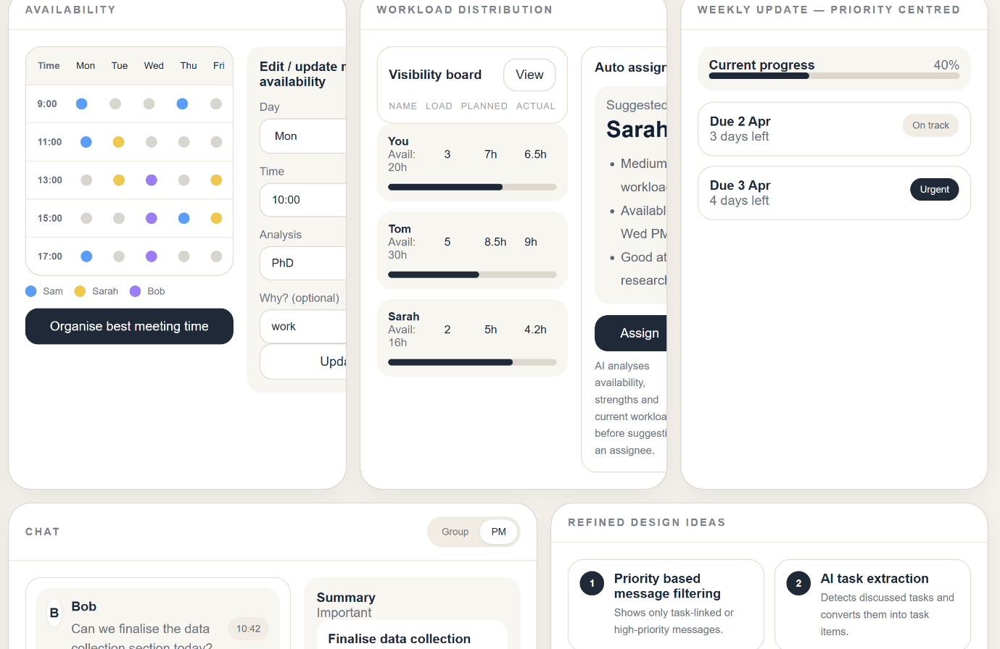 AVAILABILITY
Time Mon Tue Wed Thu Fri
9:00
11:00
13:00
15:00
17:00
Sam Sarah Bob
Organise best meeting time
Edit / update
availability
Day
Mon
Time
10:00
Analysis
PhD
Why? (optional)
work
WORKLOAD DISTRIBUTION
Visibility board View
NAME LOAD PLANNED ACTUAL
You
Avail: 3 7h 6.5h
20h
Tom
Avail: 5 8.5h 9h
30h
Sarah
Avail: 2 5h 4.2h
16h
Auto assign
Suggested
Sarah
• Medium
Wed PM
• Good at
Assign
AI analyses
availability,
strengths and
current
before
an assignee.
WEEKLY UPDATE — PRIORITY CENTRED
Current progress 40%
Due 2 Apr
3 days left
On track
Due 3 Apr
4 days left
Urgent
CHAT
Group PM
B
Bob
Can we finalise the data
collection section today?
10:42
Summary
Important
Finalise data collection
REFINED DESIGN IDEAS
1
Priority based
message filtering
Shows only task-linked or
high-priority messages.
2
AI task extraction
Detects discussed tasks and
converts them into task
items.